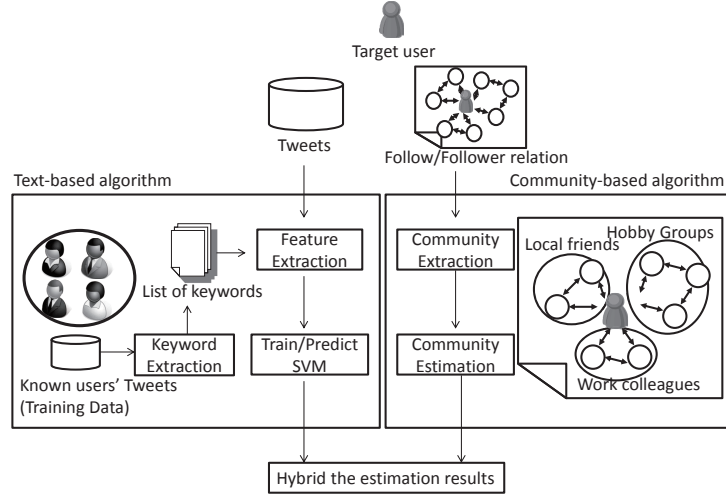 Target user
Tweets
Follow/Follower relation
Text-based algorithm
Community-based algorithm
List of keywords
Feature
Extraction
Community
Extraction
Local friends
Hobby Groups
Known users' Tweets
(Training Data)
Keyword
Extraction
Train/Predict
SVM
Community
Estimation
Work colleagues
Hybrid the estimation results